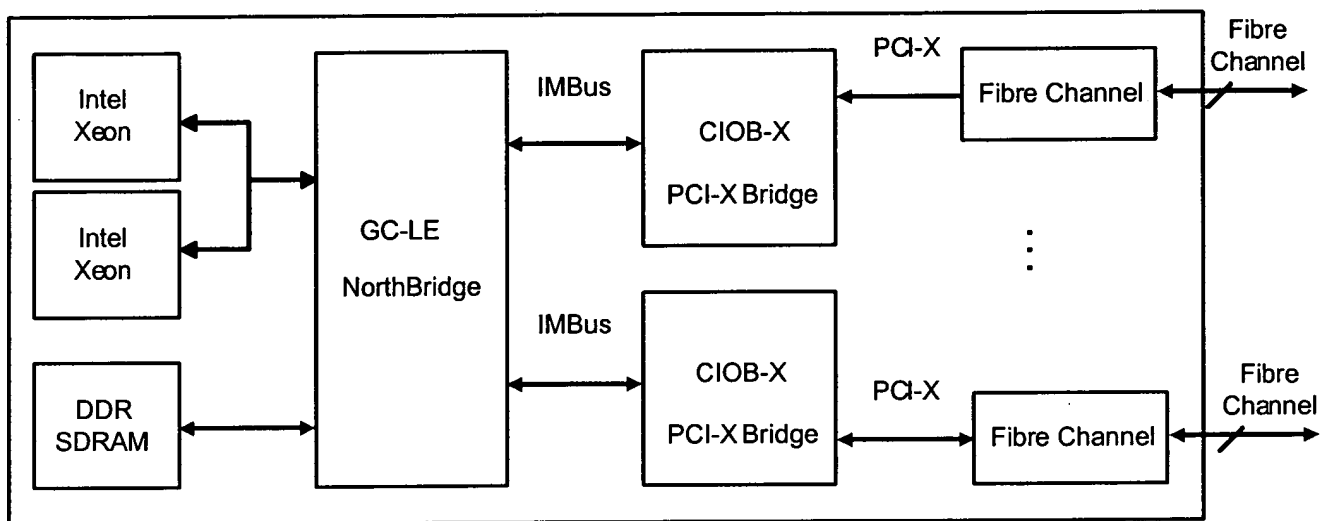 Intel
Xeon
Intel
Xeon
DDR
SDRAM
GC-LE
NorthBridge
IMBus
IMBus
CIOB-X
PCI-X Bridge
CIOB-X
PCI-X Bridge
PCI-X
Fibre Channel
Fibre
Channel
PCI-X
Fibre Channel
Fibre
Channel